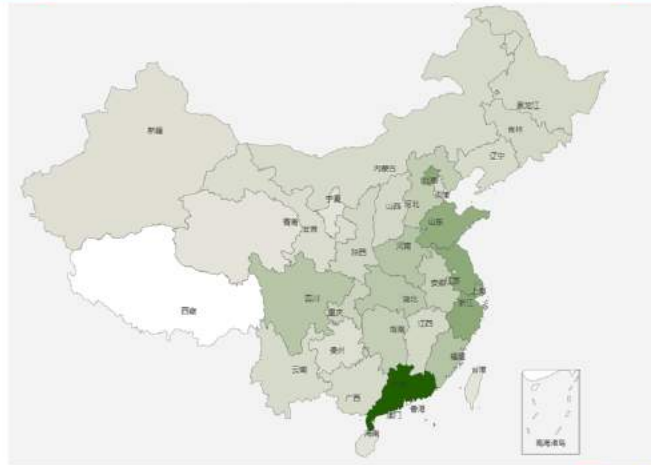 黑龙江
吉林
新疆
辽宁
内蒙古
北京
天津
宁夏
山西
河北
青海
甘肃
山东
陕西
河南
江苏
安徽
上海
四川
湖北
浙江
重庆
西藏
湖南
江西
贵州
福建
云南
台湾
广西
香港
澳门
海南
南海诸岛